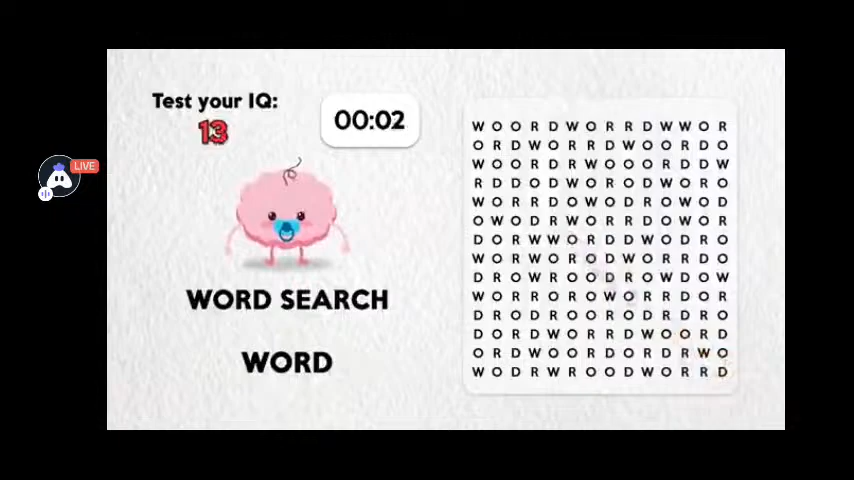 Test your IQ:
13
00:02
LIVE
WORD SEARCH
WORD
W O O R D W O R R D W W O R
O R D W O R R D W O O R D O
W O O R D R W O O O R D D W
R D D O D W O R O D W O R O
W O R R D O W O D R O W O D
O W O D R W O R R D O W O R
D O R W W O R D D W O D R O
W O R W O R O D W O R R D O
D R O W R O O D R O W D O W
W O R R O R O W O R R D O R
D R O D R O O R O D R D R O
D O R D W O R R D W O O R D
O R D W O O R D O R D R W O
W O D R W R O O D W O R R D